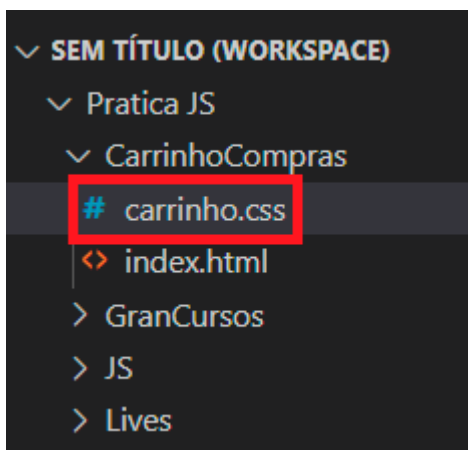 SEM TÍTULO (WORKSPACE)
Pratica JS
CarrinhoCompras
# carrinho.css
<> index.html
GranCursos
JS
Lives